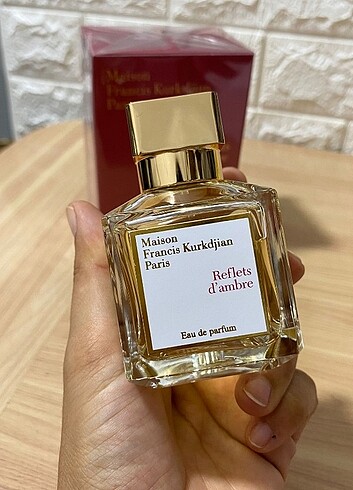 Maison
Francis Kurkdjian
Paris
Maison
Francis Kurkdjian
Paris
Reflets
d'ambre
Eau de parfum